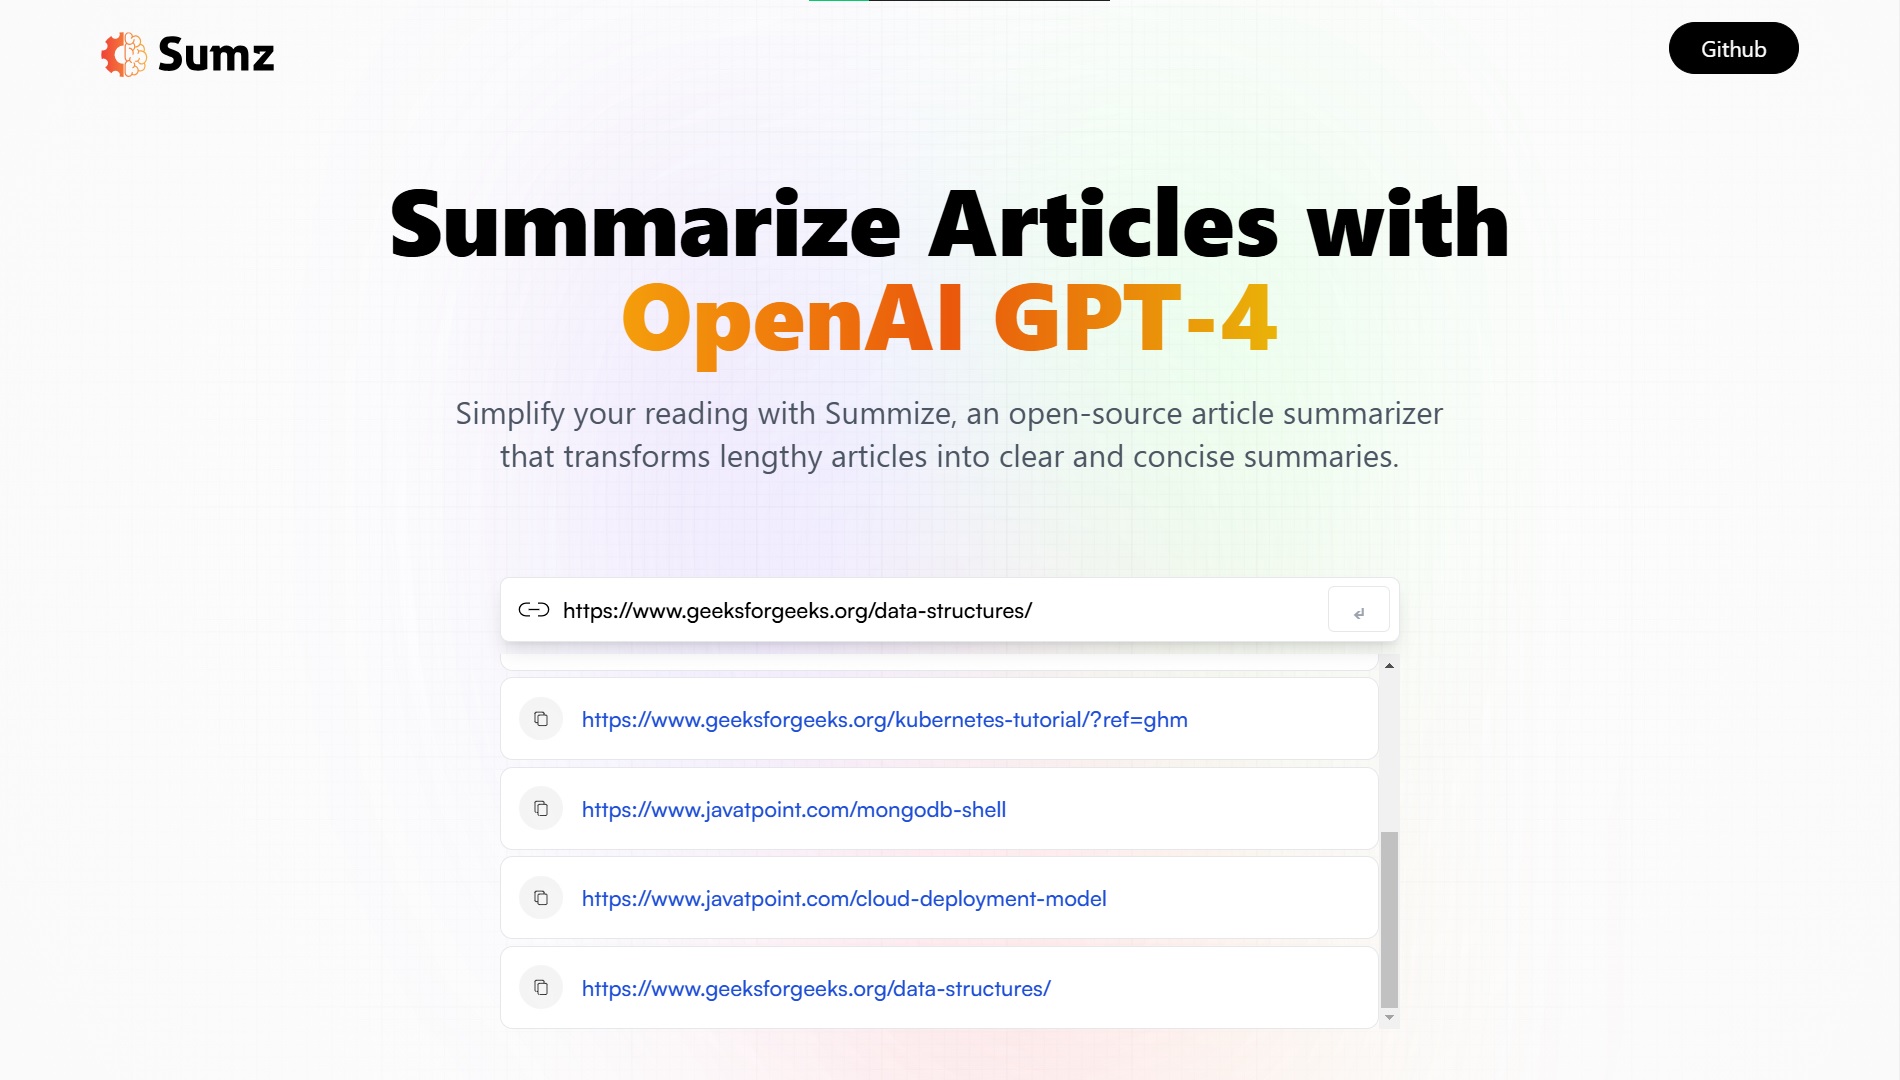 Sumz
Github
Summarize Articles with
OpenAI GPT-4
Simplify your reading with Summize, an open-source article summarizer
that transforms lengthy articles into clear and concise summaries.
https://www.geeksforgeeks.org/data-structures/
https://www.geeksforgeeks.org/kubernetes-tutorial/?ref=ghm
https://www.javatpoint.com/mongodb-shell
https://www.javatpoint.com/cloud-deployment-model
https://www.geeksforgeeks.org/data-structures/